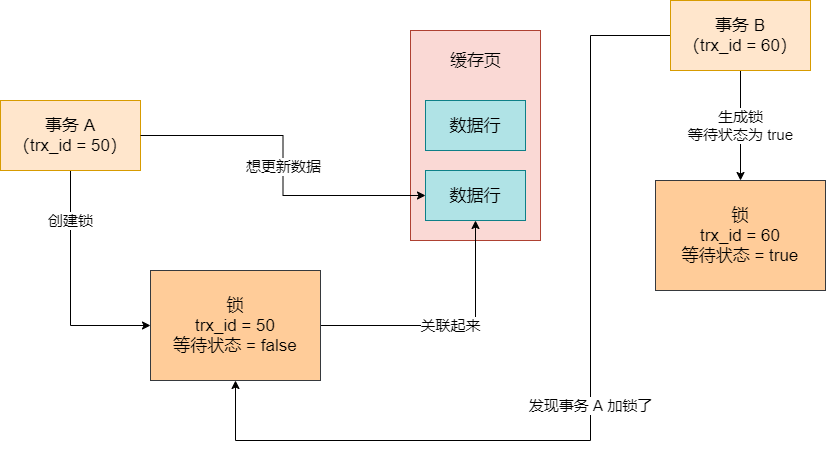 事务 B
（trx_id = 60）
缓存页
事务 A
（trx_id = 50）
数据行
生成锁
等待状态为 true
想更新数据
数据行
创建锁
锁
trx_id = 60
等待状态 = true
锁
trx_id = 50
等待状态 = false
关联起来
发现事务 A 加锁了